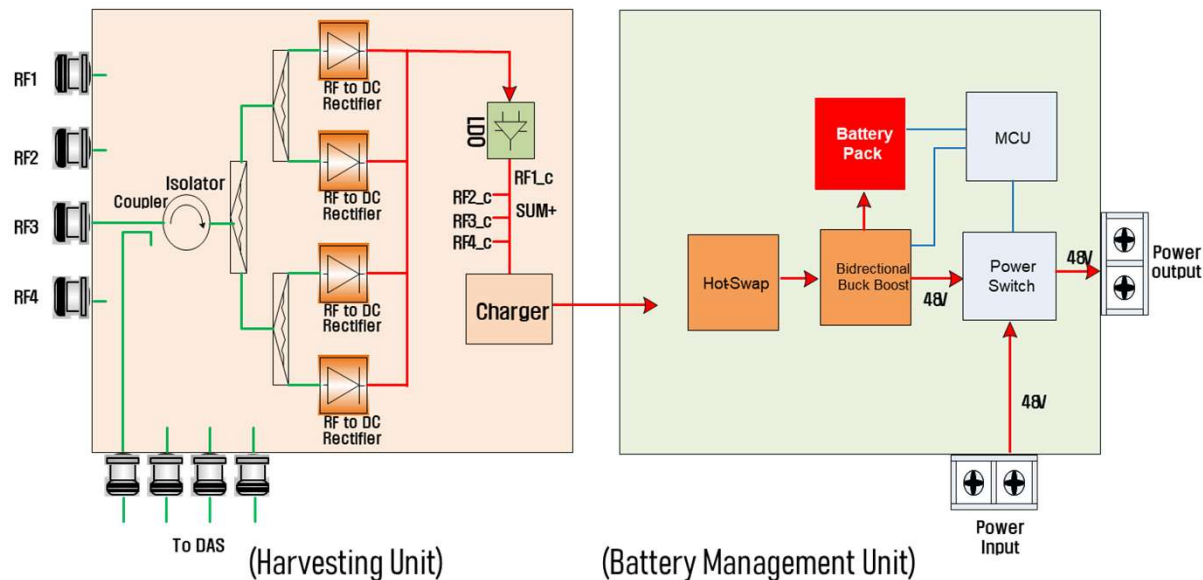 RF1
RF2
RF3
RF4
Coupler
Isolator
RF to DC
Rectifier
RF to DC
Rectifier
RF to DC
Rectifier
RF to DC
Rectifier
LDO
RF1_c
RF2_c
SUM+
RF3_c
RF4_c
Charger
To DAS
(Harvesting Unit)
Battery
Pack
MCU
Hot-Swap
Bidrectional
Buck Boost
48V
Power
Switch
48V
Power
output
48V
Power
Input
(Battery Management Unit)